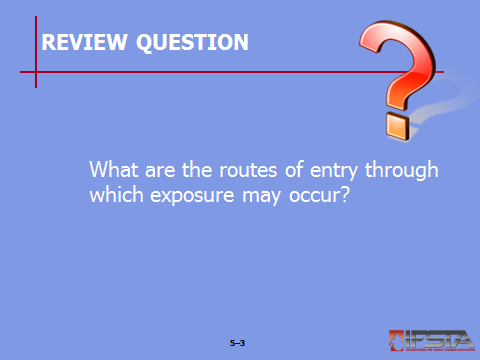 REVIEW QUESTION
What are the routes of entry through
which exposure may occur?
5–3
IFSTA